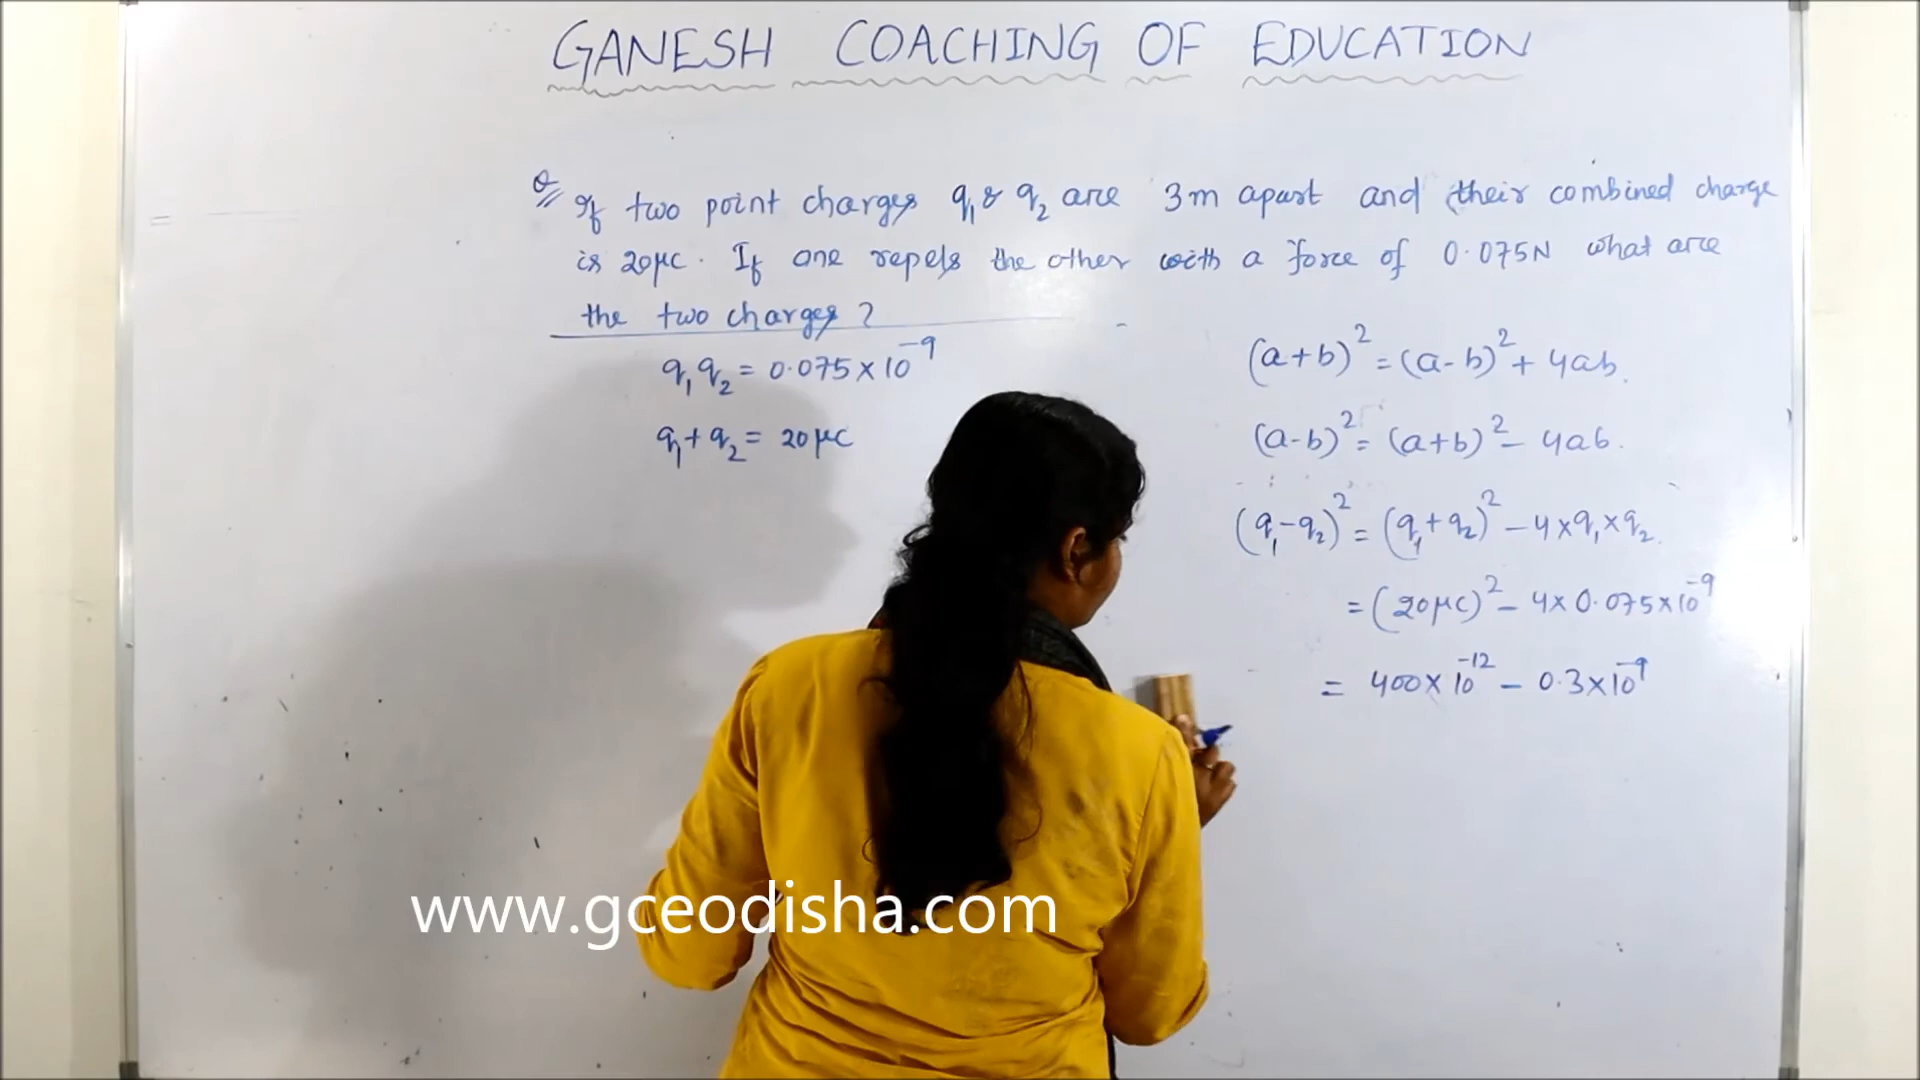 GANESH COACHING OF EDUCATION
Q If two point charges q₁ & q₂ are 3m apart and their combined charge
is 20μc. If one repels the other with a force of 0.075N what are
the two charges?
q₁q₂ = 0.075×10⁻⁹
q₁+q₂ = 20μc
(a+b)² = (a-b)² + 4ab.
(a-b)² = (a+b)² - 4ab.
(q₁-q₂)² = (q₁+q₂)² - 4×q₁×q₂.
= (20μc)² - 4×0.075×10⁻⁹
= 400×10⁻¹² - 0.3×10⁻⁹
www.gceodisha.com